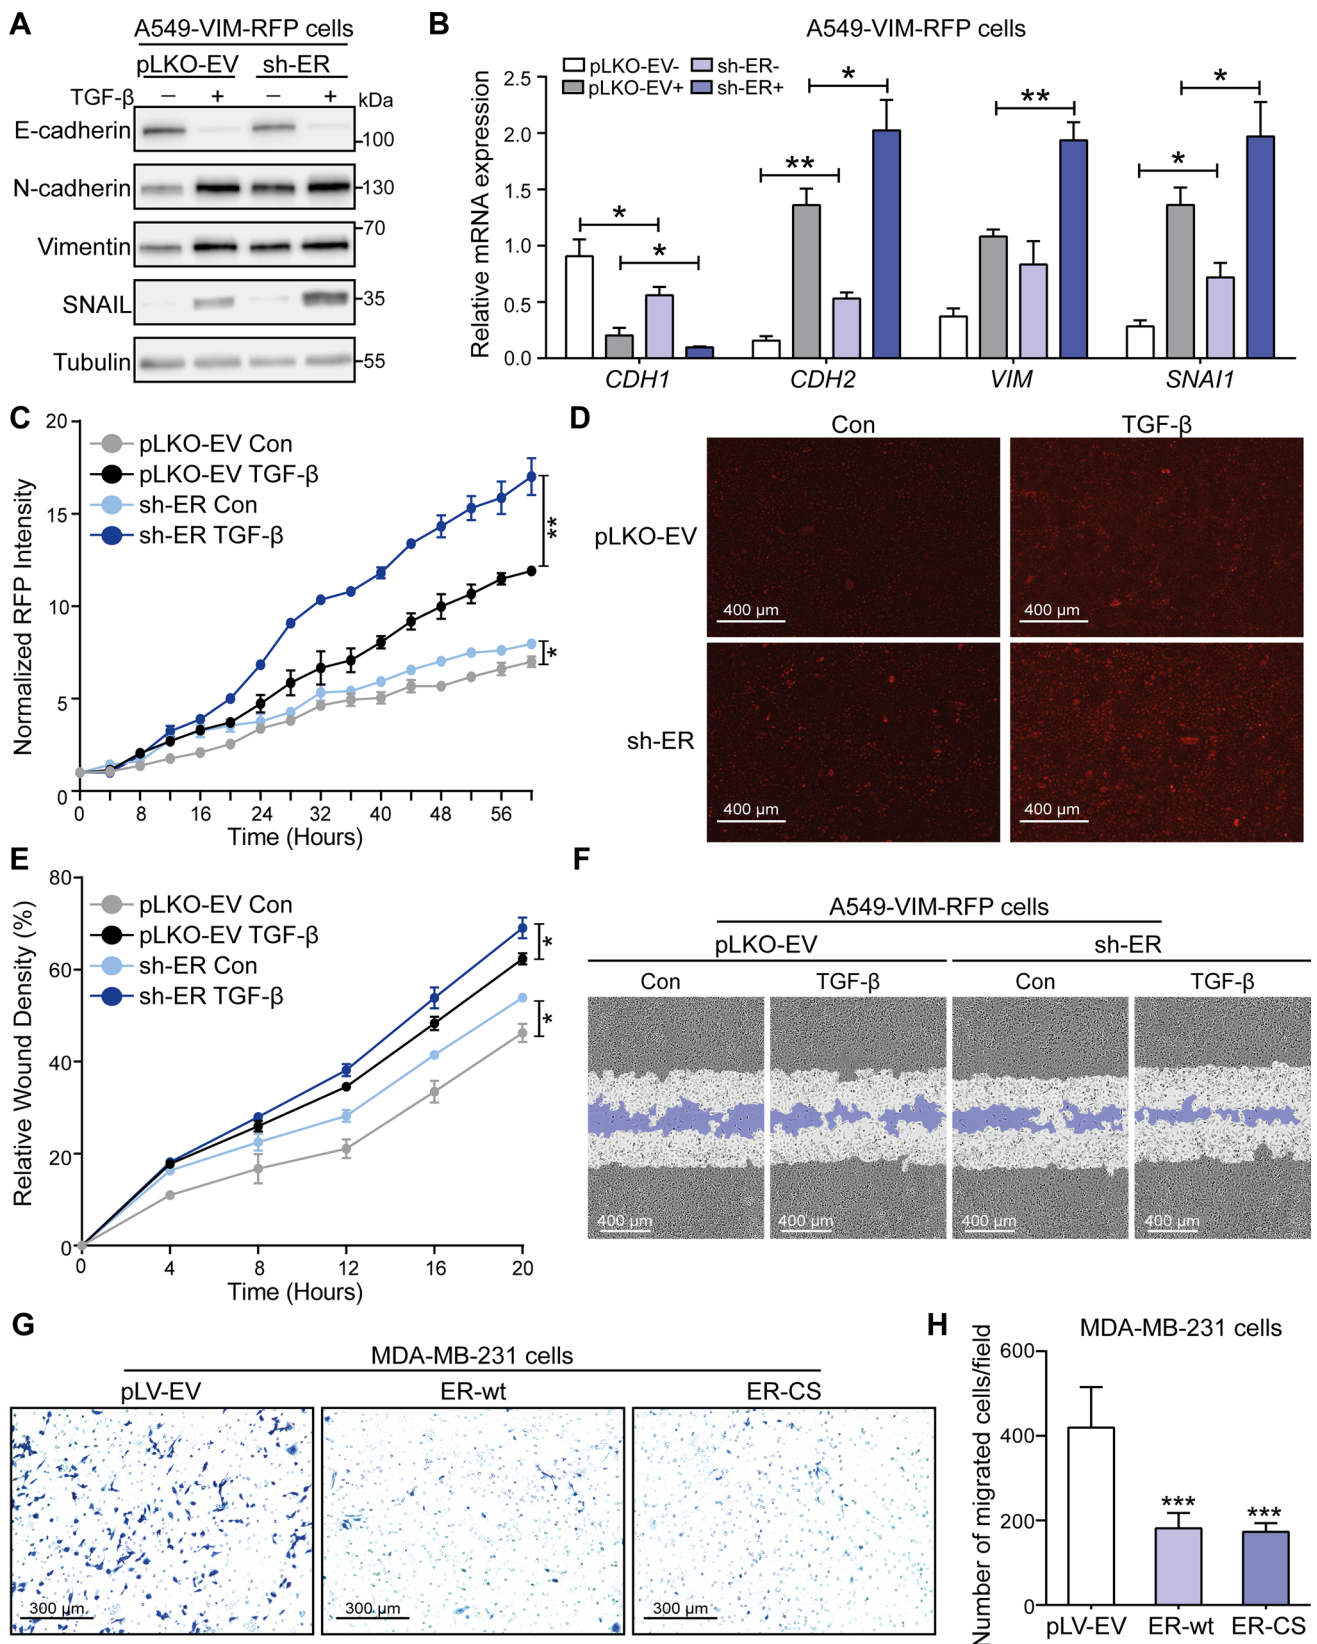 A
A549-VIM-RFP cells
pLKO-EV sh-ER
TGF-β − + − + kDa
E-cadherin 100
N-cadherin 130
Vimentin 70
SNAIL 35
Tubulin 55
B
A549-VIM-RFP cells
pLKO-EV- sh-ER-
pLKO-EV+ sh-ER+
Relative mRNA expression
2.5
2.0
1.5
1.0
0.5
0.0
* * ** * ** * *
CDH1 CDH2 VIM SNAI1
C
pLKO-EV Con
pLKO-EV TGF-β
sh-ER Con
sh-ER TGF-β
Normalized RFP Intensity
20
15
10
5
0
**
*
0 8 16 24 32 40 48 56
Time (Hours)
D
Con TGF-β
pLKO-EV
400 µm 400 µm
sh-ER
400 µm 400 µm
E
pLKO-EV Con
pLKO-EV TGF-β
sh-ER Con
sh-ER TGF-β
Relative Wound Density (%)
80
60
40
20
0
*
*
0 4 8 12 16 20
Time (Hours)
F
A549-VIM-RFP cells
pLKO-EV sh-ER
Con TGF-β Con TGF-β
400 µm 400 µm 400 µm 400 µm
G
MDA-MB-231 cells
pLV-EV ER-wt ER-CS
300 µm 300 µm 300 µm
H
MDA-MB-231 cells
Number of migrated cells/field
600
400
200
0
*** ***
pLV-EV ER-wt ER-CS